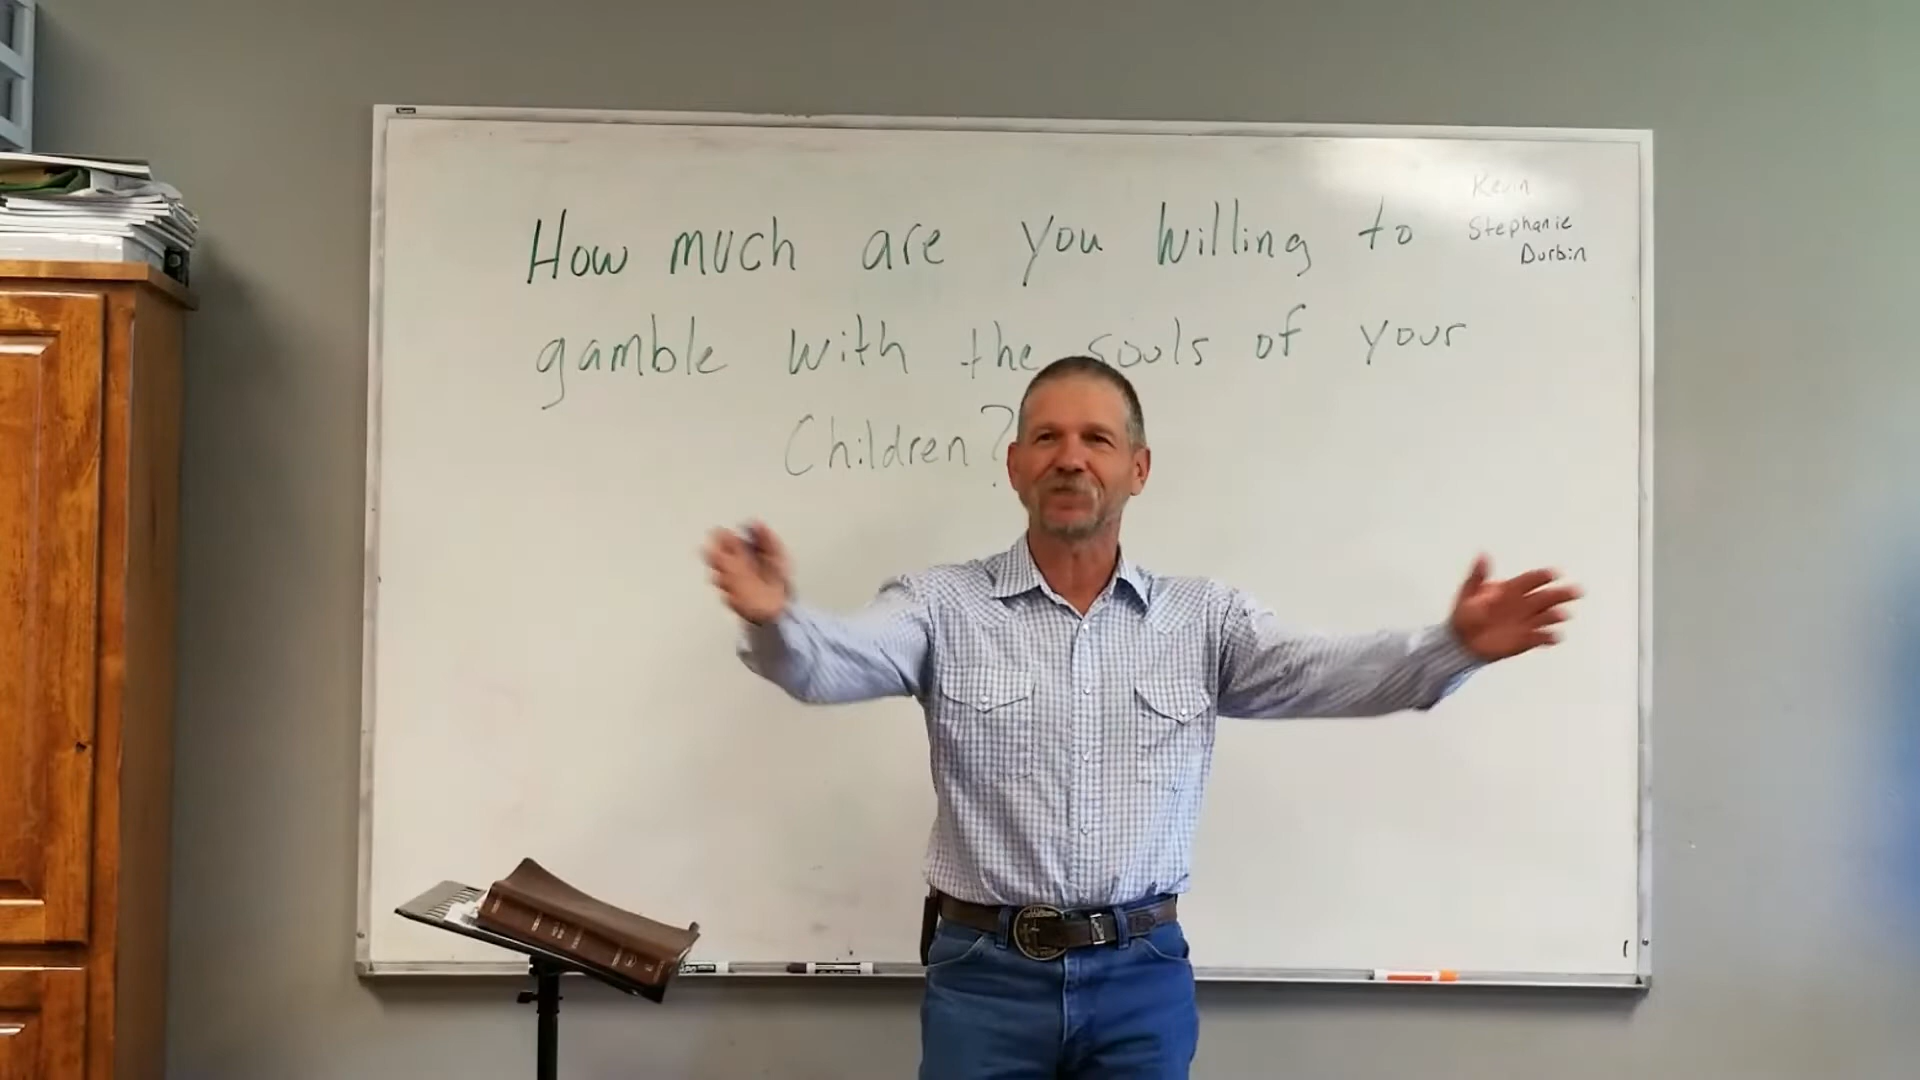 How much are you willing to
gamble with the souls of your
Children?
Kevin
Stephanie
Durbin